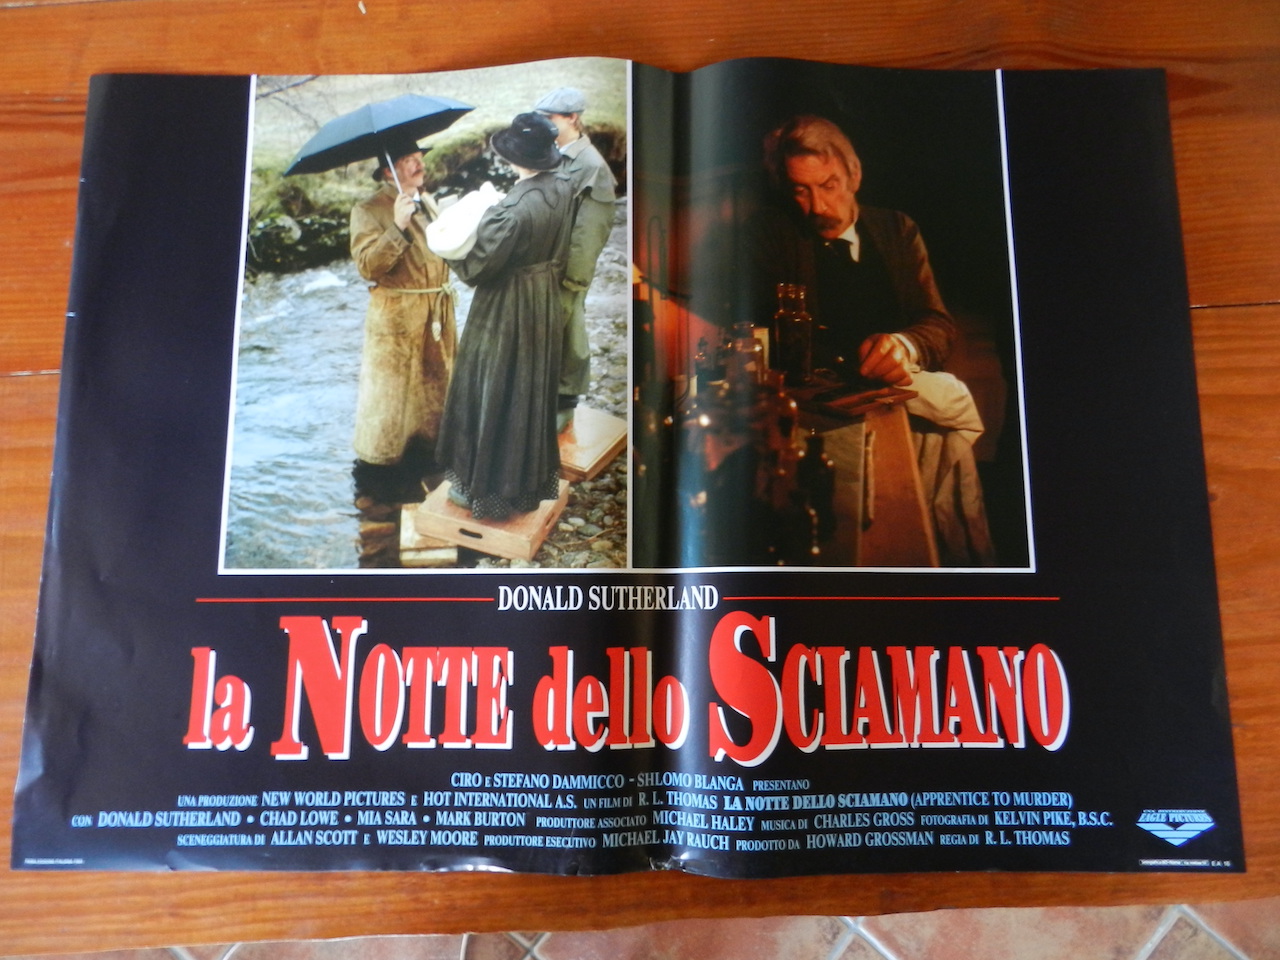 DONALD SUTHERLAND
la NOTTE dello SCIAMANO
CIRO E STEFANO DAMMICCO - SHLOMO BLANGA PRESENTANO
UNA PRODUZIONE NEW WORLD PICTURES E HOT INTERNATIONAL A.S. UN FILM DI R. L. THOMAS LA NOTTE DELLO SCIAMANO (APPRENTICE TO MURDER)
CON DONALD SUTHERLAND • CHAD LOWE • MIA SARA • MARK BURTON PRODUTTORE ASSOCIATO MICHAEL HALEY MUSICA DI CHARLES GROSS FOTOGRAFIA DI KELVIN PIKE, B.S.C.
SCENEGGIATURA DI ALLAN SCOTT E WESLEY MOORE PRODUTTORE ESECUTIVO MICHAEL JAY RAUCH PRODOTTO DA HOWARD GROSSMAN REGIA DI R. L. THOMAS
EAGLE PICTURES